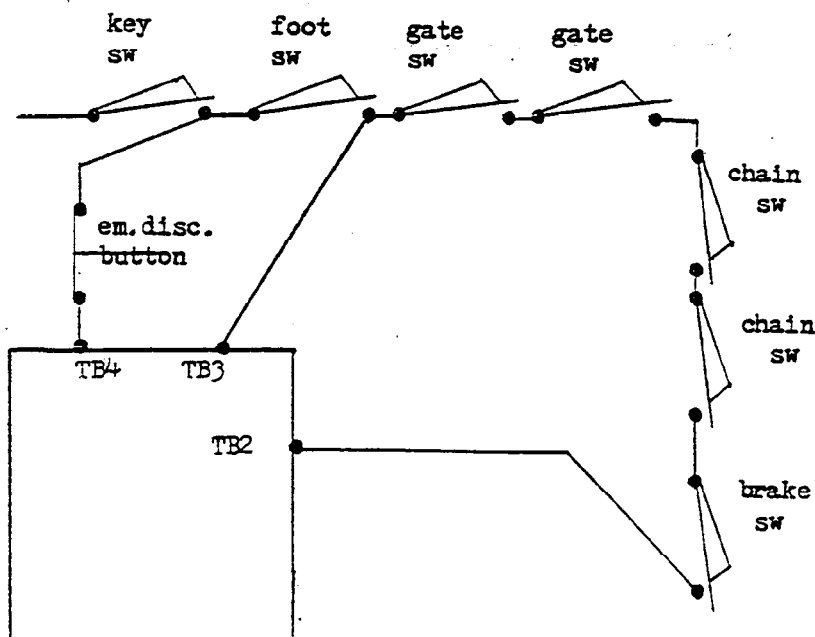 key
sw
foot
sw
gate
sw
gate
sw
chain
sw
em.disc.
button
chain
sw
TB4
TB3
TB2
brake
sw